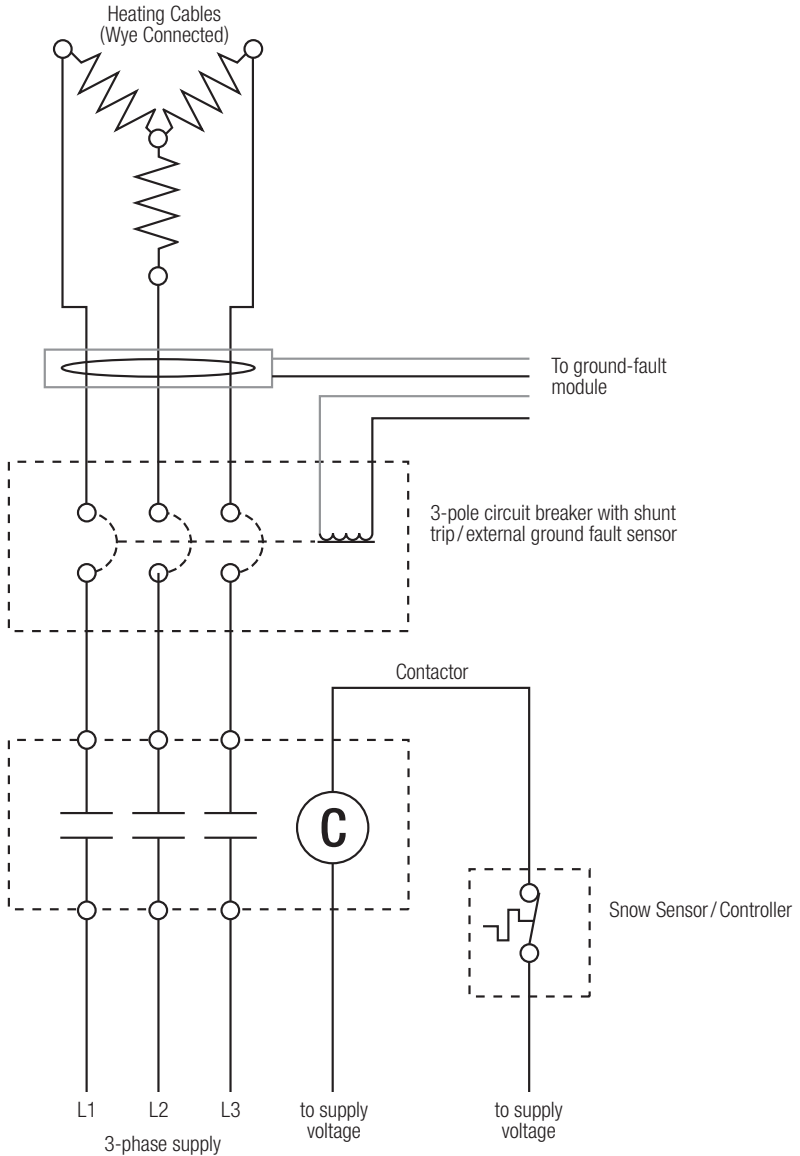 Heating Cables
(Wye Connected)
To ground-fault
module
3-pole circuit breaker with shunt
trip/external ground fault sensor
Contactor
C
Snow Sensor/Controller
L1 L2 L3
3-phase supply
to supply
voltage
to supply
voltage